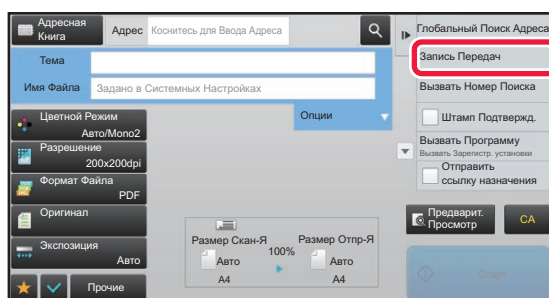 Адресная
Книга
Адрес
Коснитесь для Ввода Адреса
Тема
Имя Файла
Задано в Системных Настройках
Опции
Цветной Режим
Авто/Mono2
Разрешение
200x200dpi
Формат Файла
PDF
Оригинал
Экспозиция
Авто
Прочие
Размер Скан-Я
Авто
A4
100%
Размер Отпр-Я
Авто
A4
Глобальный Поиск Адреса
Запись Передач
Вызвать Номер Поиска
Штамп Подтвержд.
Вызвать Программу
Вызвать Зарегистр. установки
Отправить
ссылку назначения
Предварит.
Просмотр
CA
Старт